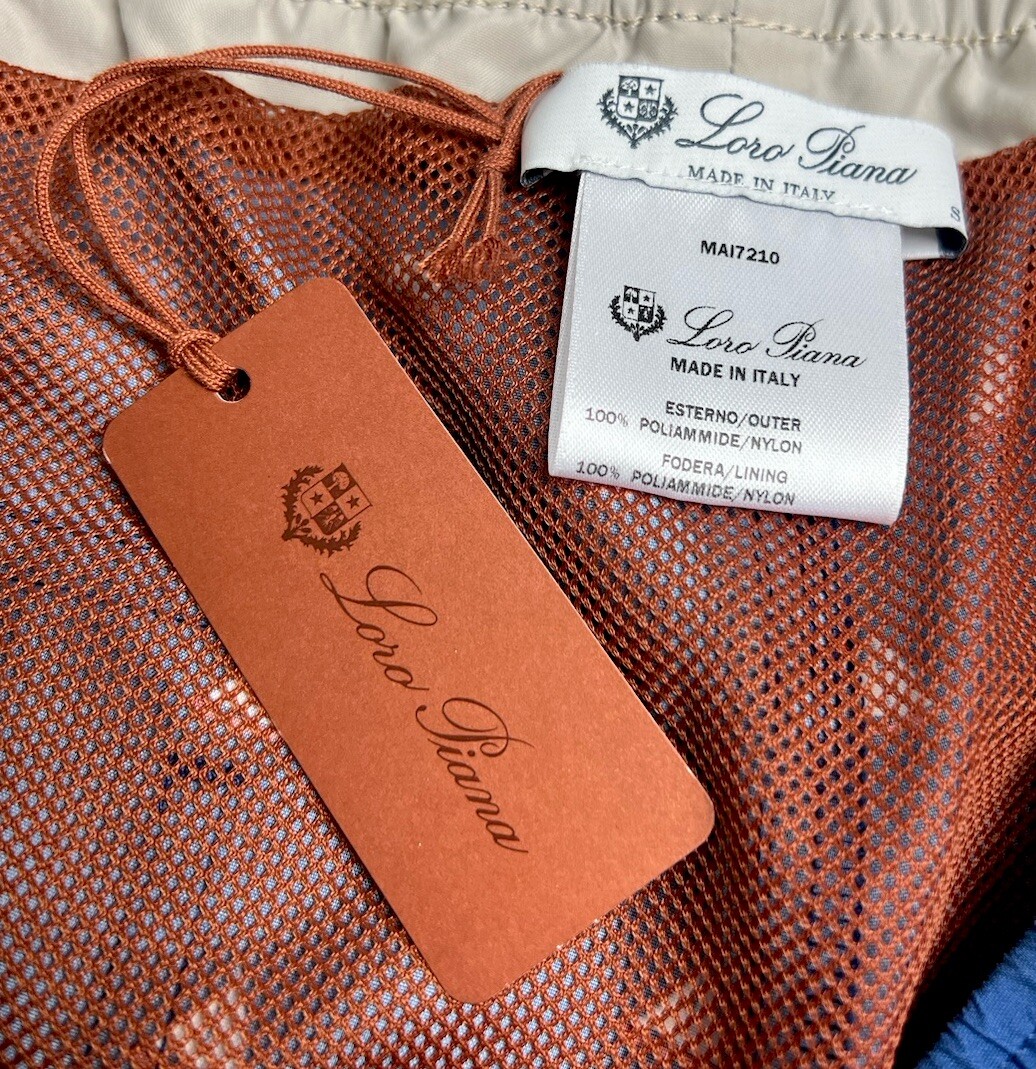 Loro Piana
MADE IN ITALY
S
MAI7210
Loro Piana
MADE IN ITALY
ESTERNO/OUTER
100% POLIAMMIDE/NYLON
FODERA/LINING
100% POLIAMMIDE/NYLON
Loro Piana